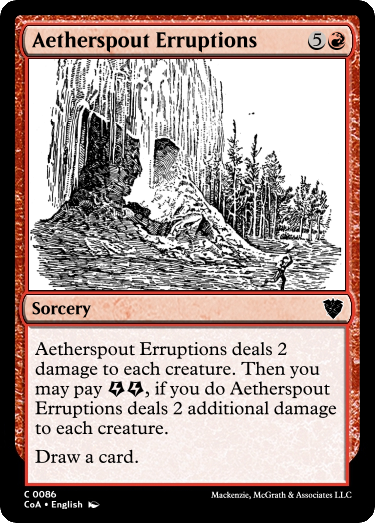 Aetherspout Erruptions 5
Sorcery
Aetherspout Erruptions deals 2
damage to each creature. Then you
may pay , if you do Aetherspout
Erruptions deals 2 additional damage
to each creature.
Draw a card.
C 0086
CoA • English
Mackenzie, McGrath & Associates LLC